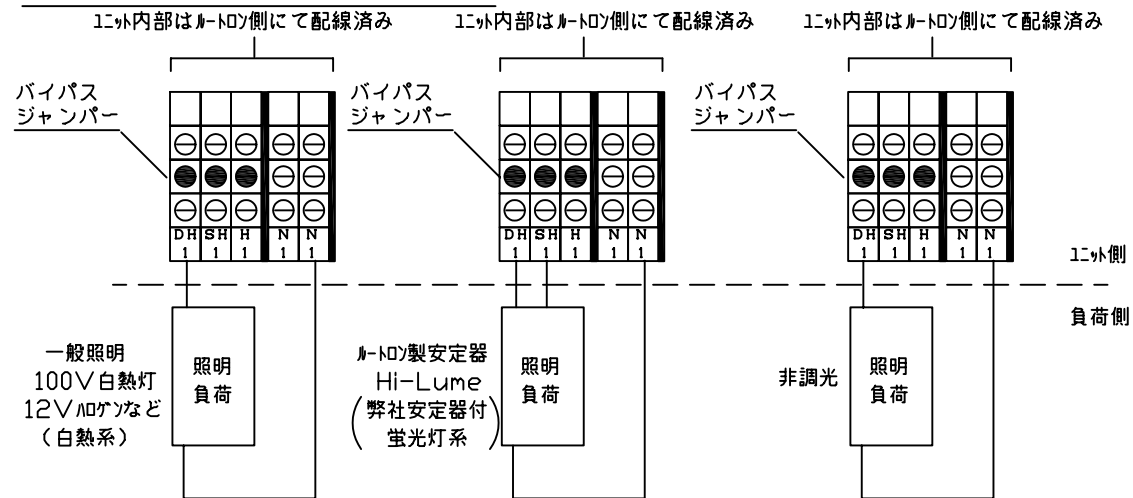 ﾕﾆｯﾄ内部はﾙｰﾄﾛﾝ側にて配線済み
ﾕﾆｯﾄ内部はﾙｰﾄﾛﾝ側にて配線済み
ﾕﾆｯﾄ内部はﾙｰﾄﾛﾝ側にて配線済み
バイパス
ジャンパー
バイパス
ジャンパー
バイパス
ジャンパー
DH SH H N N
1 1 1 1 1
DH SH H N N
1 1 1 1 1
DH SH H N N
1 1 1 1 1
ﾕﾆｯﾄ側
負荷側
一般照明
100V白熱灯
12Vﾊﾛｹﾞﾝなど
(白熱系)
照明
負荷
ﾙｰﾄﾛﾝ製安定器
Hi-Lume
(弊社安定器付
蛍光灯系)
照明
負荷
非調光
照明
負荷